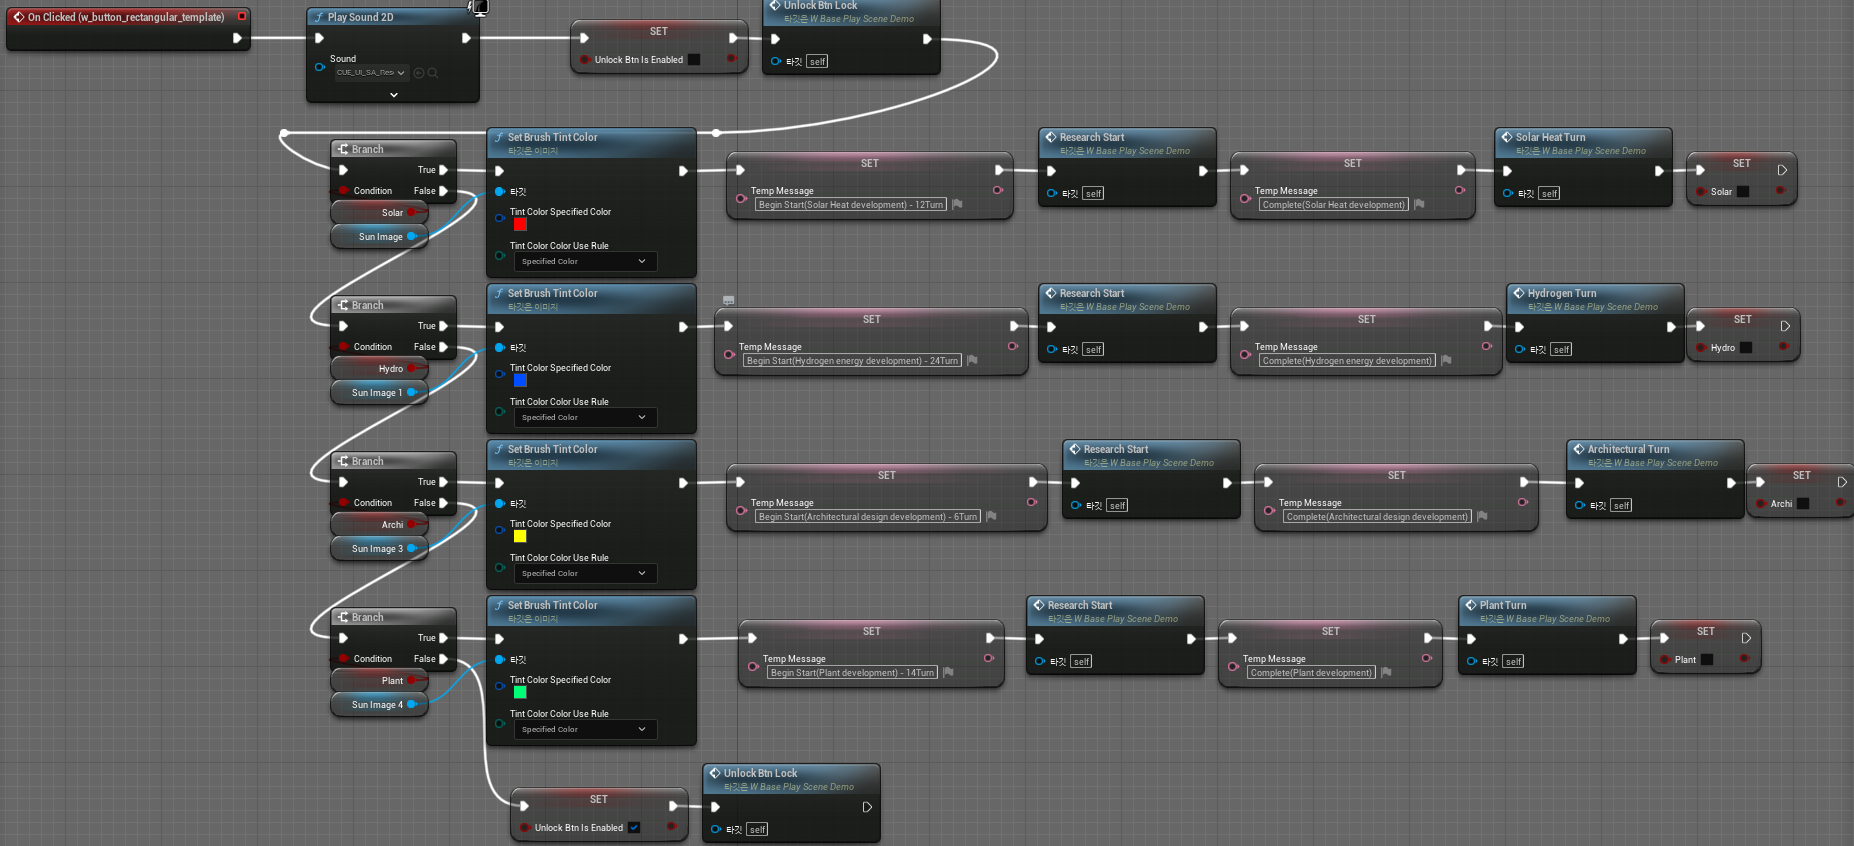 On Clicked (w_button_rectangular_template)
Play Sound 2D
Sound
CUE_UI_SA_Res
SET
Unlock Btn Is Enabled
Unlock Btn Lock
타깃은 W Base Play Scene Demo
타깃 self
Branch
True
Condition False
Solar
Sun Image
Set Brush Tint Color
타깃은 이미지
타깃
Tint Color Specified Color
Tint Color Color Use Rule
Specified Color
SET
Temp Message
Begin Start(Solar Heat development) - 12Turn
Research Start
타깃은 W Base Play Scene Demo
타깃 self
SET
Temp Message
Complete(Solar Heat development)
Solar Heat Turn
타깃은 W Base Play Scene Demo
타깃 self
SET
Solar
Branch
True
Condition False
Hydro
Sun Image 1
Set Brush Tint Color
타깃은 이미지
타깃
Tint Color Specified Color
Tint Color Color Use Rule
Specified Color
SET
Temp Message
Begin Start(Hydrogen energy development) - 24Turn
Research Start
타깃은 W Base Play Scene Demo
타깃 self
SET
Temp Message
Complete(Hydrogen energy development)
Hydrogen Turn
타깃은 W Base Play Scene Demo
타깃 self
SET
Hydro
Branch
True
Condition False
Archi
Sun Image 3
Set Brush Tint Color
타깃은 이미지
타깃
Tint Color Specified Color
Tint Color Color Use Rule
Specified Color
SET
Temp Message
Begin Start(Architectural design development) - 6Turn
Research Start
타깃은 W Base Play Scene Demo
타깃 self
SET
Temp Message
Complete(Architectural design development)
Architectural Turn
타깃은 W Base Play Scene Demo
타깃 self
SET
Archi
Branch
True
Condition False
Plant
Sun Image 4
Set Brush Tint Color
타깃은 이미지
타깃
Tint Color Specified Color
Tint Color Color Use Rule
Specified Color
SET
Temp Message
Begin Start(Plant development) - 14Turn
Research Start
타깃은 W Base Play Scene Demo
타깃 self
SET
Temp Message
Complete(Plant development)
Plant Turn
타깃은 W Base Play Scene Demo
타깃 self
SET
Plant
SET
Unlock Btn Is Enabled
Unlock Btn Lock
타깃은 W Base Play Scene Demo
타깃 self